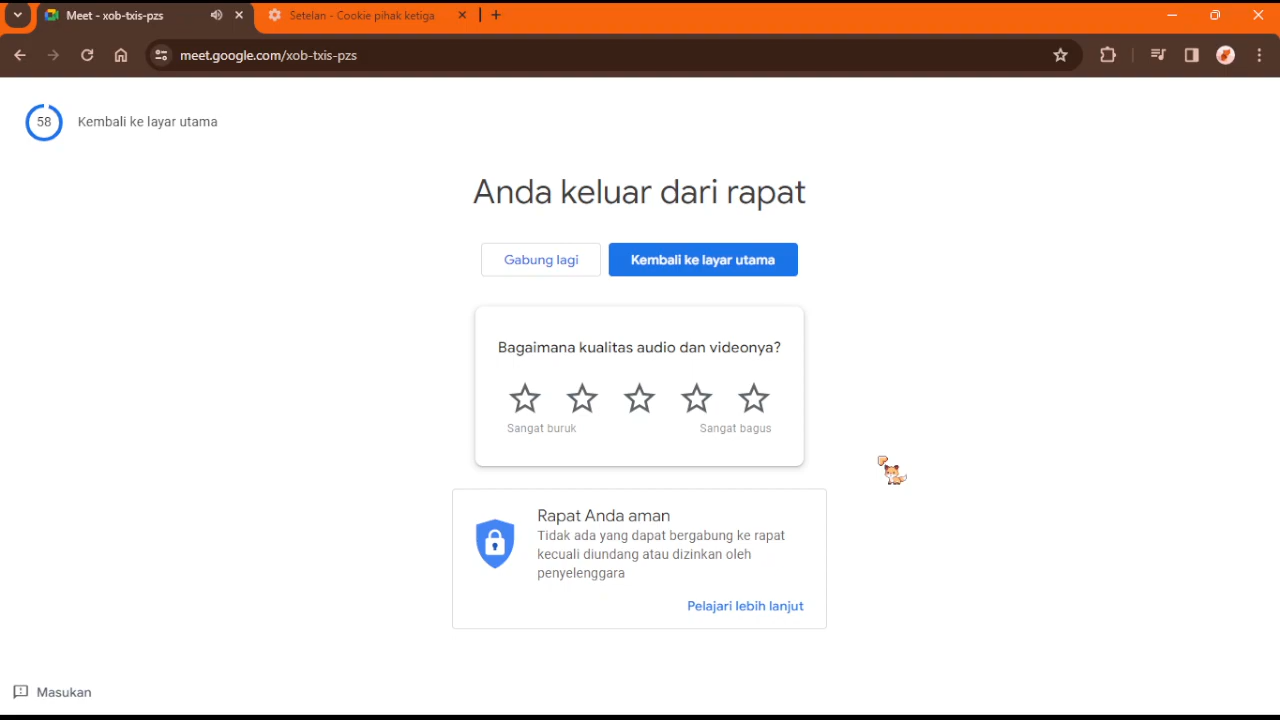 Meet - xob-txis-pzs
Setelan - Cookie pihak ketiga
meet.google.com/xob-txis-pzs
58
Kembali ke layar utama
Anda keluar dari rapat
Gabung lagi
Kembali ke layar utama
Bagaimana kualitas audio dan videonya?
Sangat buruk
Sangat bagus
Rapat Anda aman
Tidak ada yang dapat bergabung ke rapat
kecuali diundang atau dizinkan oleh
penyelenggara
Pelajari lebih lanjut
Masukan